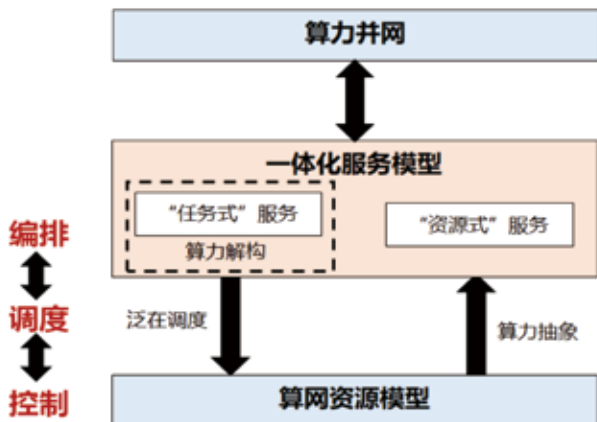 算力并网
一体化服务模型
“任务式”服务
“资源式”服务
算力解构
编排
调度
控制
泛在调度
算力抽象
算网资源模型